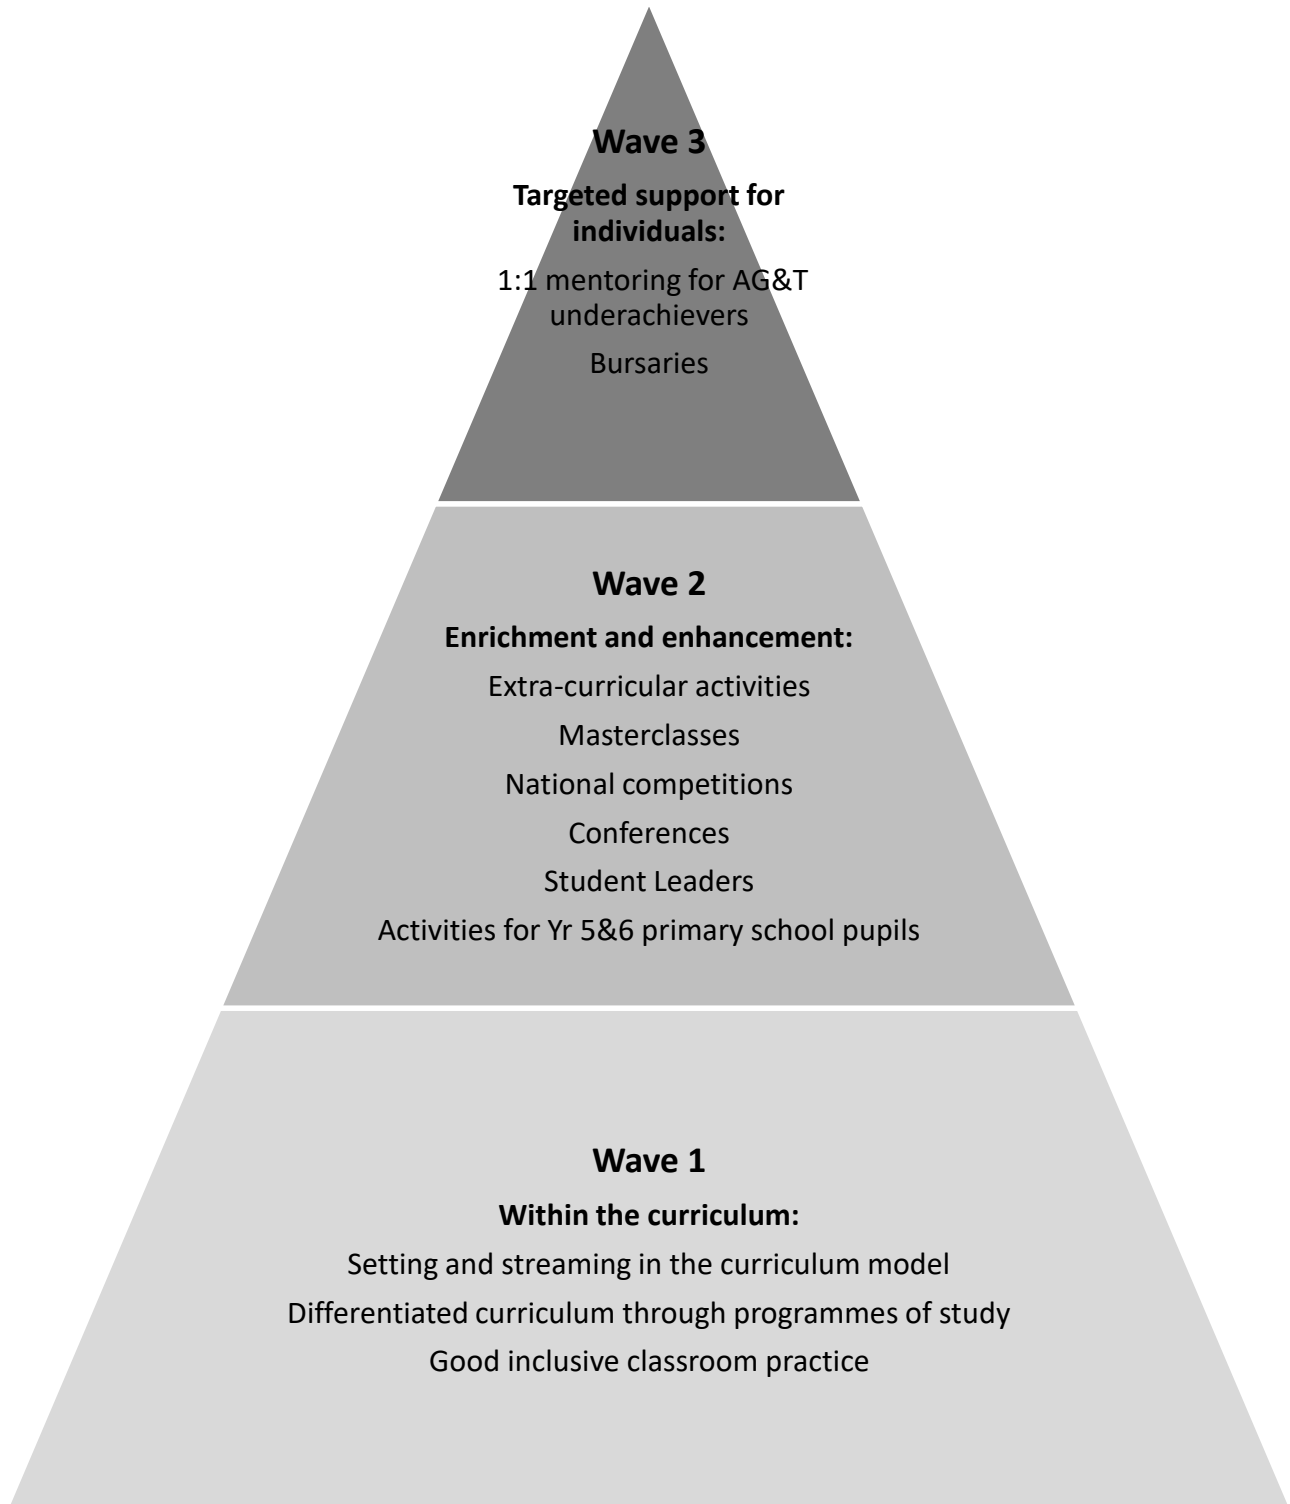 Wave 3
Targeted support for
individuals:
1:1 mentoring for AG&T
underachievers
Bursaries
Wave 2
Enrichment and enhancement:
Extra-curricular activities
Masterclasses
National competitions
Conferences
Student Leaders
Activities for Yr 5&6 primary school pupils
Wave 1
Within the curriculum:
Setting and streaming in the curriculum model
Differentiated curriculum through programmes of study
Good inclusive classroom practice